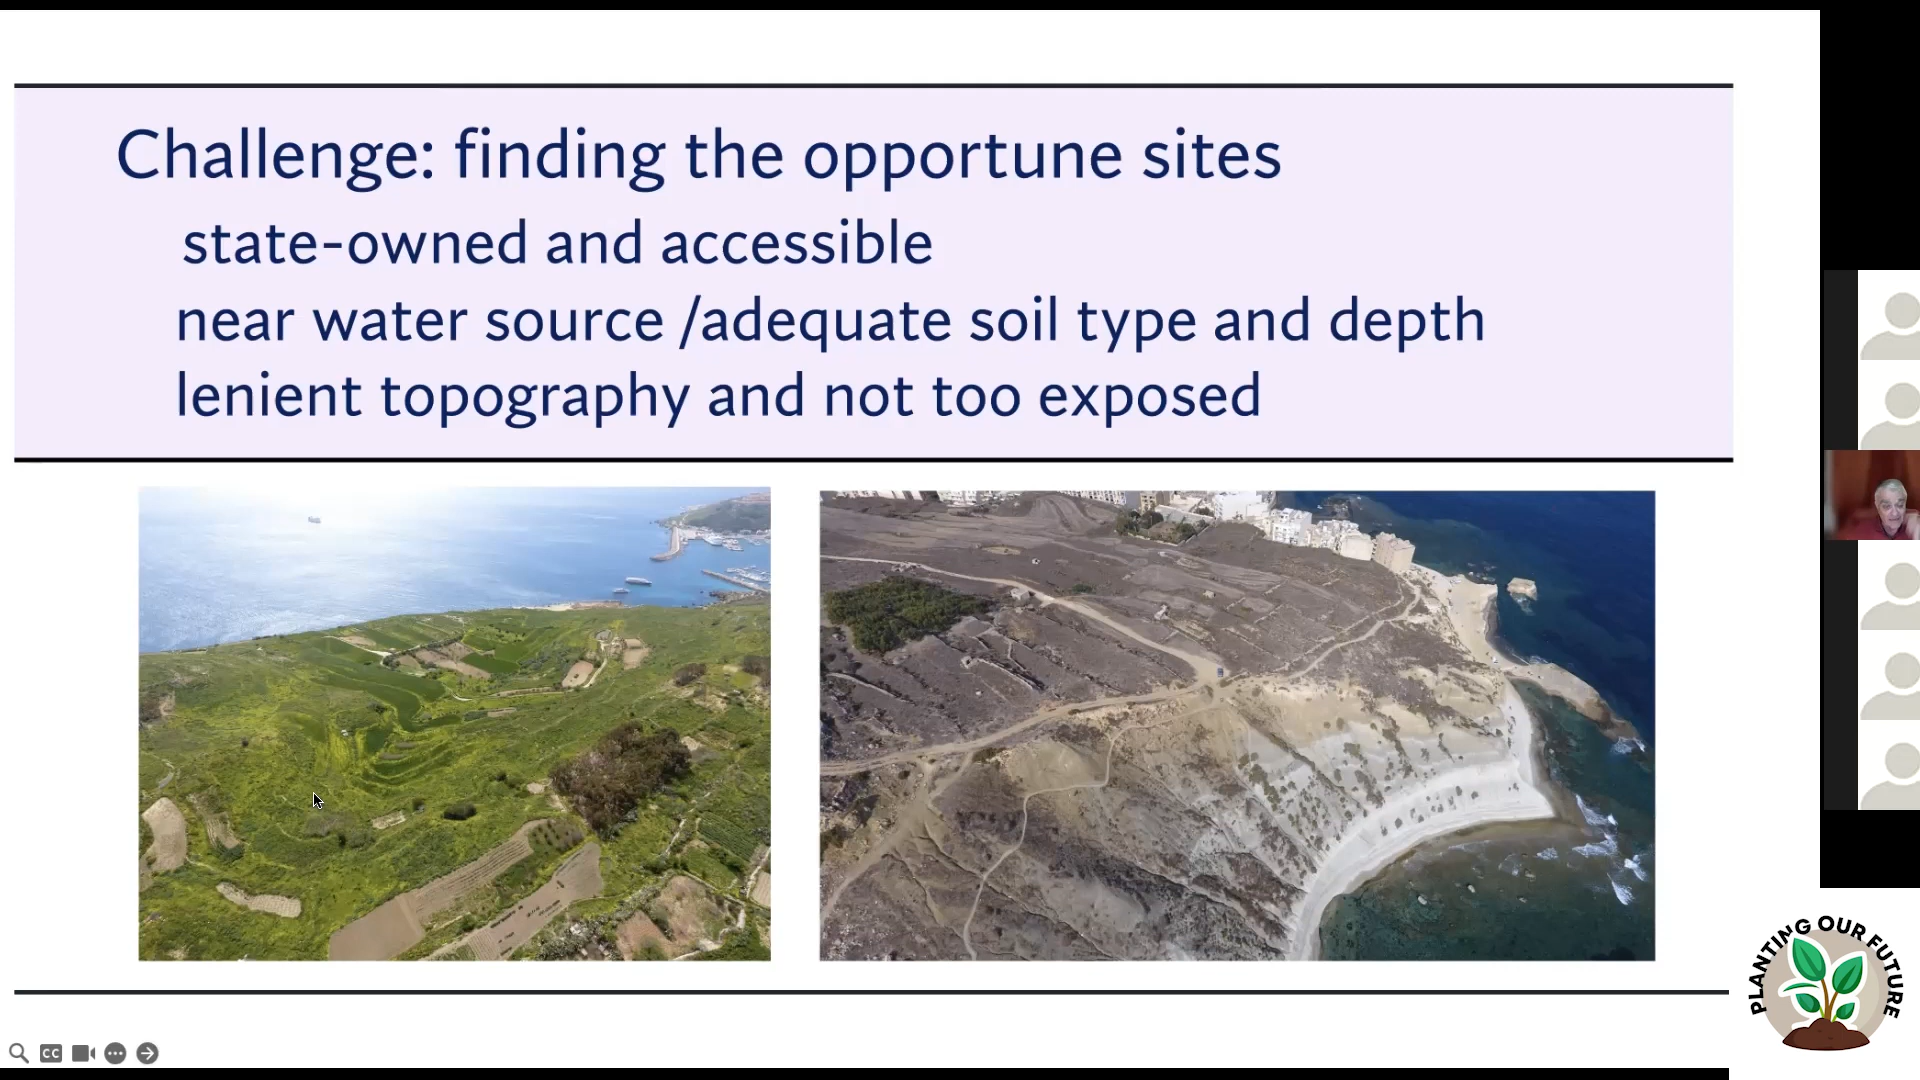 Challenge: finding the opportune sites
state-owned and accessible
near water source /adequate soil type and depth
lenient topography and not too exposed
PLANTING OUR FUTURE
CC